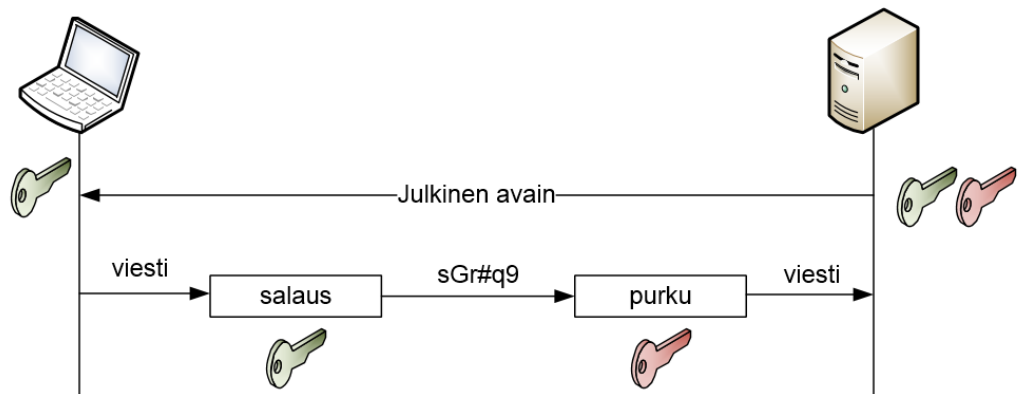 Julkinen avain
viesti
salaus
sGr#q9
purku
viesti